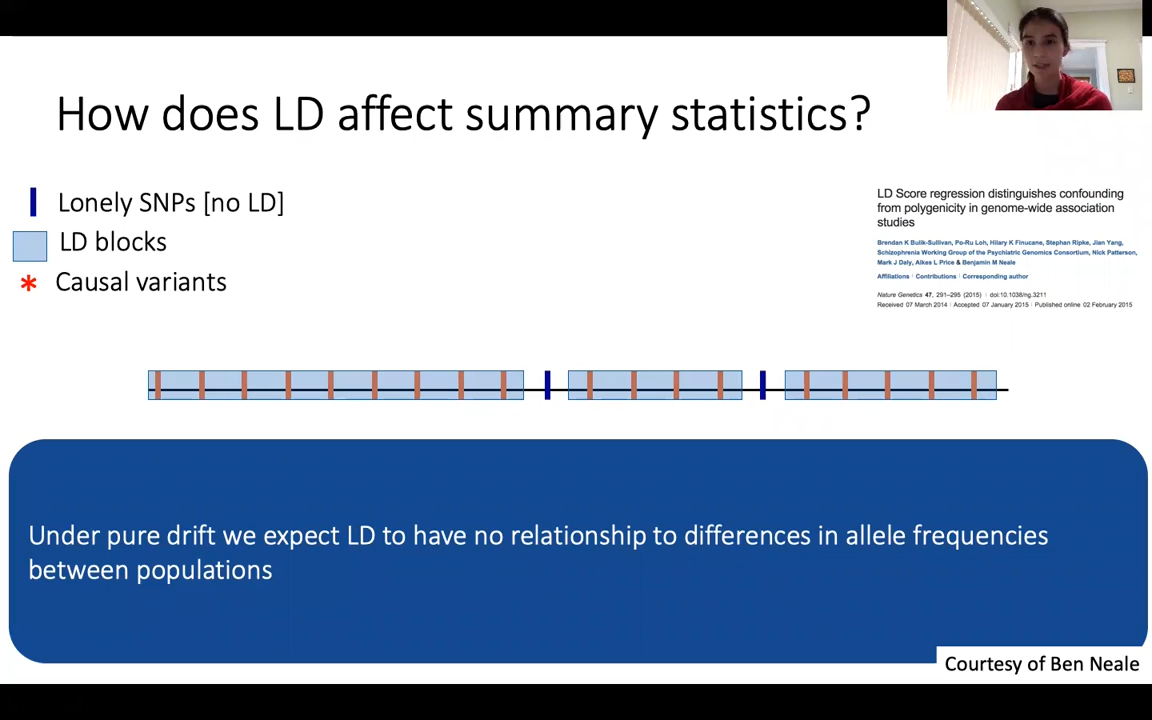 How does LD affect summary statistics?
Lonely SNPs [no LD]
LD blocks
* Causal variants
LD Score regression distinguishes confounding
from polygenicity in genome-wide association
studies
Brendan K Bulik-Sullivan, Po-Ru Loh, Hilary K Finucane, Stephan Ripke, Jian Yang,
Schizophrenia Working Group of the Psychiatric Genomics Consortium, Nick Patterson,
Mark J Daly, Alkes L Price & Benjamin M Neale
Affiliations | Contributions | Corresponding author
Nature Genetics 47, 291–295 (2015) | doi:10.1038/ng.3211
Received 07 March 2014 | Accepted 07 January 2015 | Published online 02 February 2015
Under pure drift we expect LD to have no relationship to differences in allele frequencies
between populations
Courtesy of Ben Neale